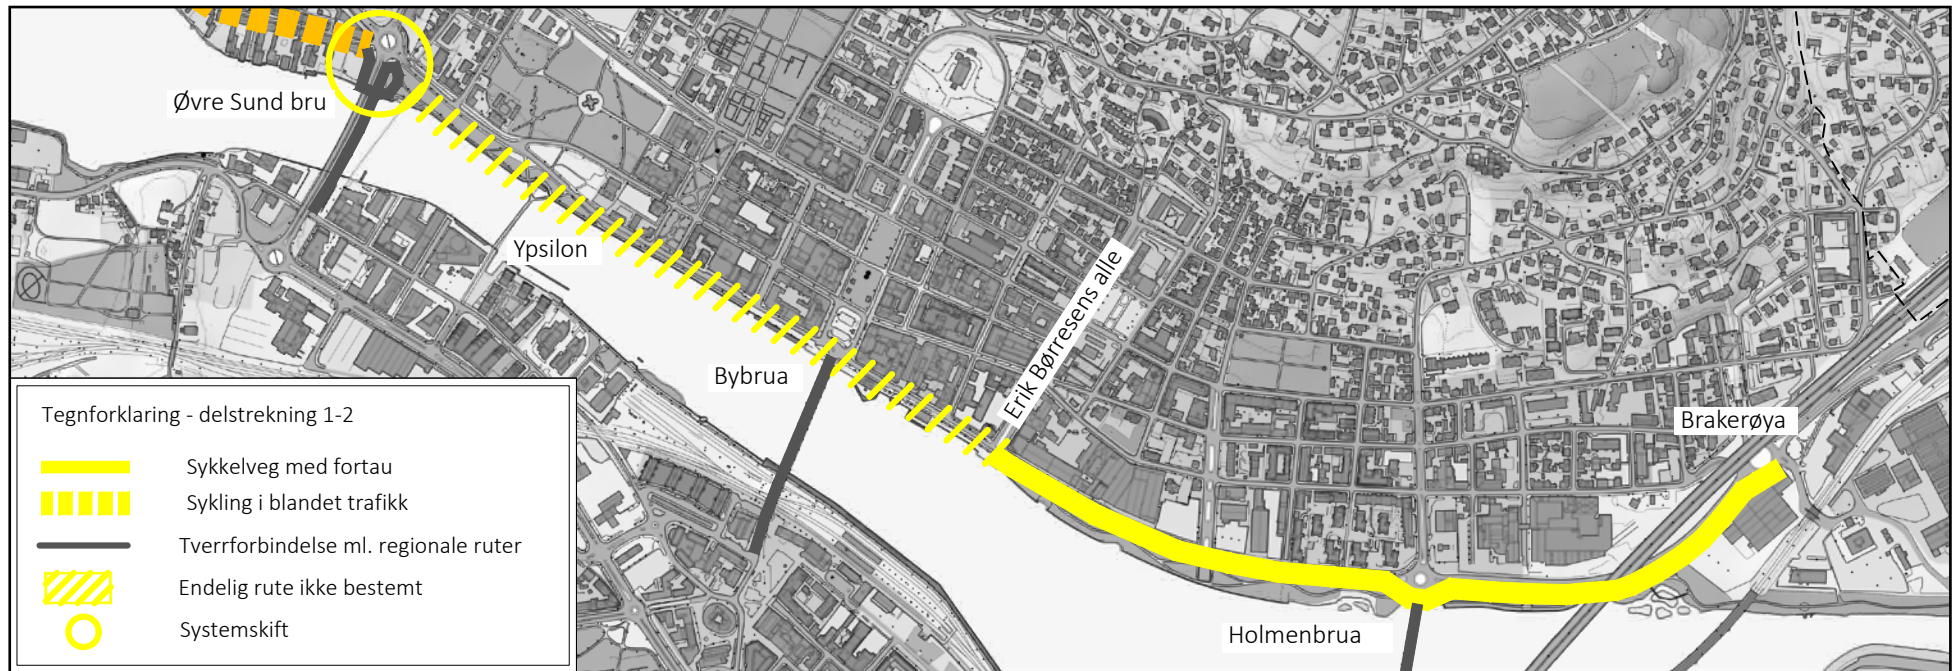 Øvre Sund bru
Ypsilon
Bybrua
Erik Børresens alle
Brakerøya
Holmenbrua
Tegnforklaring - delstrekning 1-2
Sykkelveg med fortau
Sykling i blandet trafikk
Tverrforbindelse ml. regionale ruter
Endelig rute ikke bestemt
Systemskift